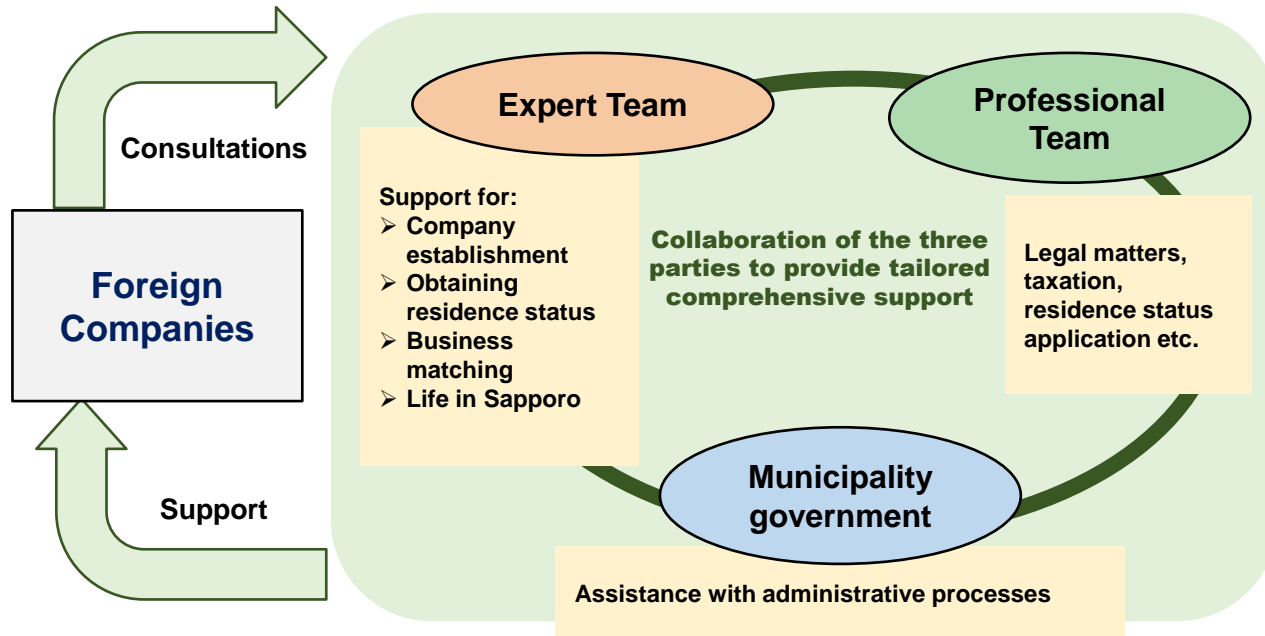 Consultations
Foreign
Companies
Support
Expert Team
Support for:
➢ Company
establishment
➢ Obtaining
residence status
➢ Business
matching
➢ Life in Sapporo
Collaboration of the three
parties to provide tailored
comprehensive support
Professional
Team
Legal matters,
taxation,
residence status
application etc.
Municipality
government
Assistance with administrative processes